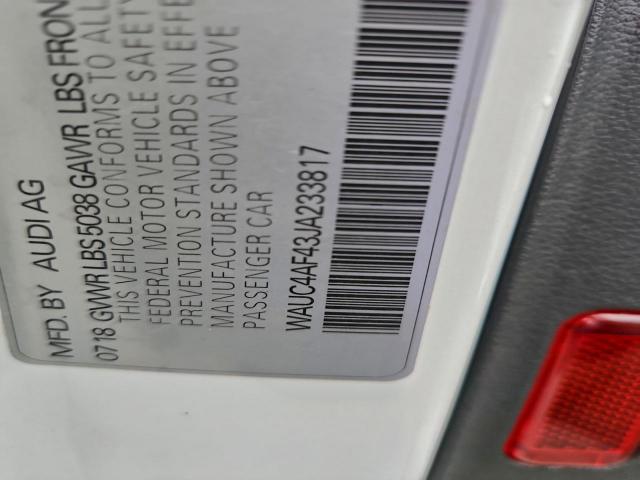 MFD. BY AUDI AG
0718 GVWR LBS 5038 GAWR LBS FRON
THIS VEHICLE CONFORMS TO ALL
FEDERAL MOTOR VEHICLE SAFETY
PREVENTION STANDARDS IN EFFE
MANUFACTURE SHOWN ABOVE
PASSENGER CAR
WAUC4AF43JA233817